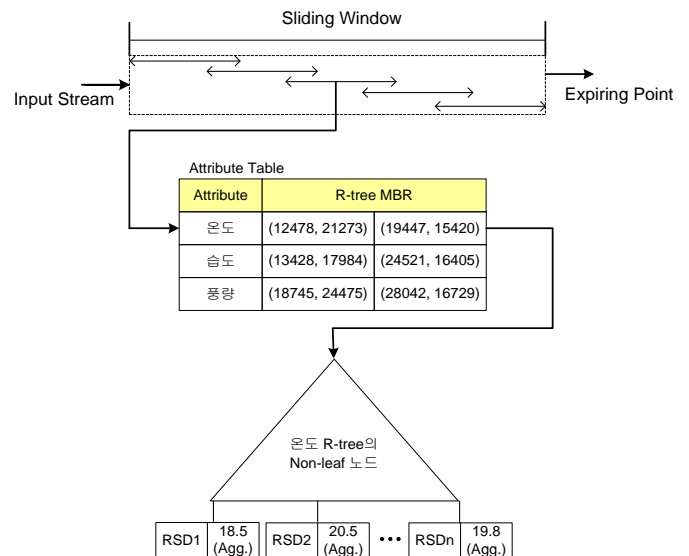 Sliding Window
Input Stream
Expiring Point
Attribute Table
Attribute R-tree MBR
온도 (12478, 21273) (19447, 15420)
습도 (13428, 17984) (24521, 16405)
풍량 (18745, 24475) (28042, 16729)
온도 R-tree의
Non-leaf 노드
RSD1 18.5 (Agg.) RSD2 20.5 (Agg.) ••• RSDn 19.8 (Agg.)